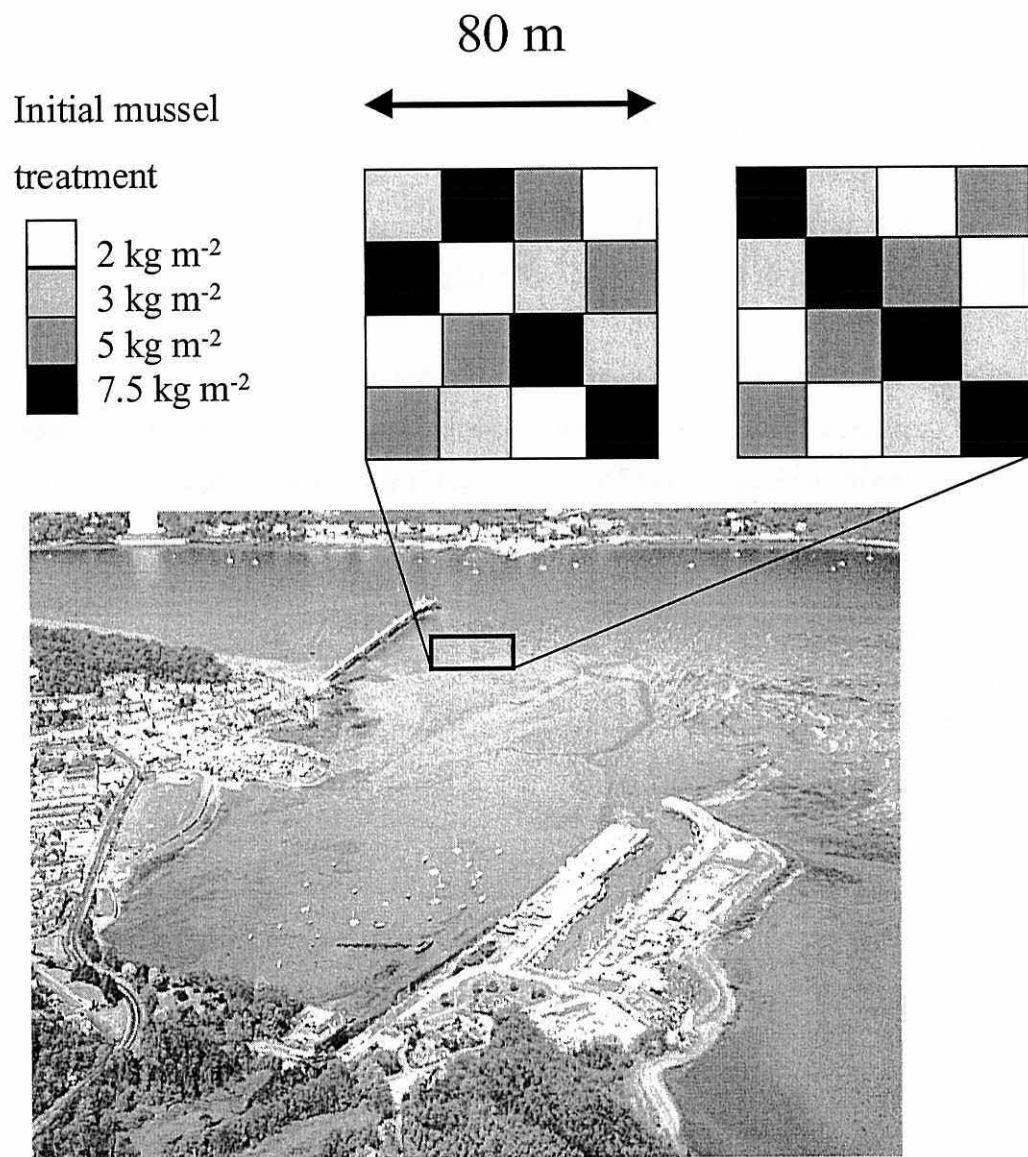 80 m
Initial mussel
treatment
2 kg m⁻²
3 kg m⁻²
5 kg m⁻²
7.5 kg m⁻²